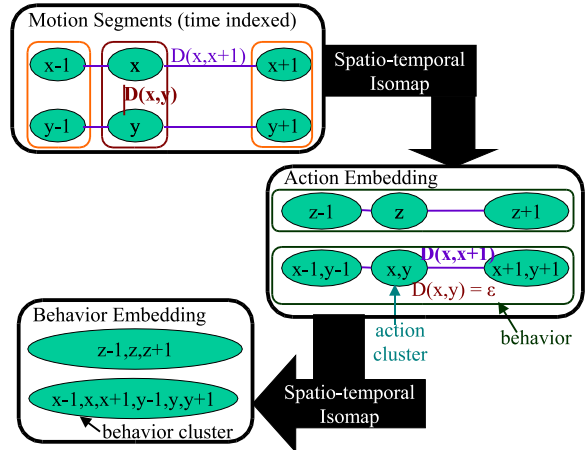 Motion Segments (time indexed)
x-1 x D(x,x+1) x+1
D(x,y)
y-1 y y+1
Spatio-temporal
Isomap
Action Embedding
z-1 z z+1
D(x,x+1)
x-1,y-1 x,y x+1,y+1
D(x,y) = ε
action
cluster
behavior
Behavior Embedding
z-1,z,z+1
x-1,x,x+1,y-1,y,y+1
behavior cluster
Spatio-temporal
Isomap